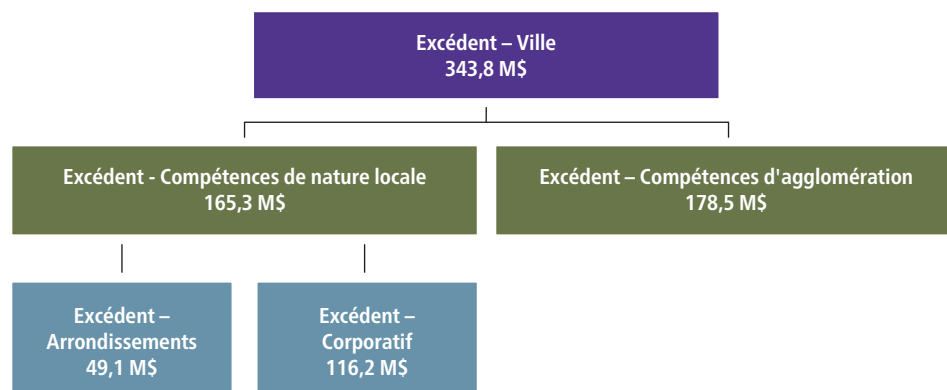 Excédent – Ville
343,8 M$
Excédent - Compétences de nature locale
165,3 M$
Excédent – Compétences d'agglomération
178,5 M$
Excédent –
Arrondissements
49,1 M$
Excédent –
Corporatif
116,2 M$